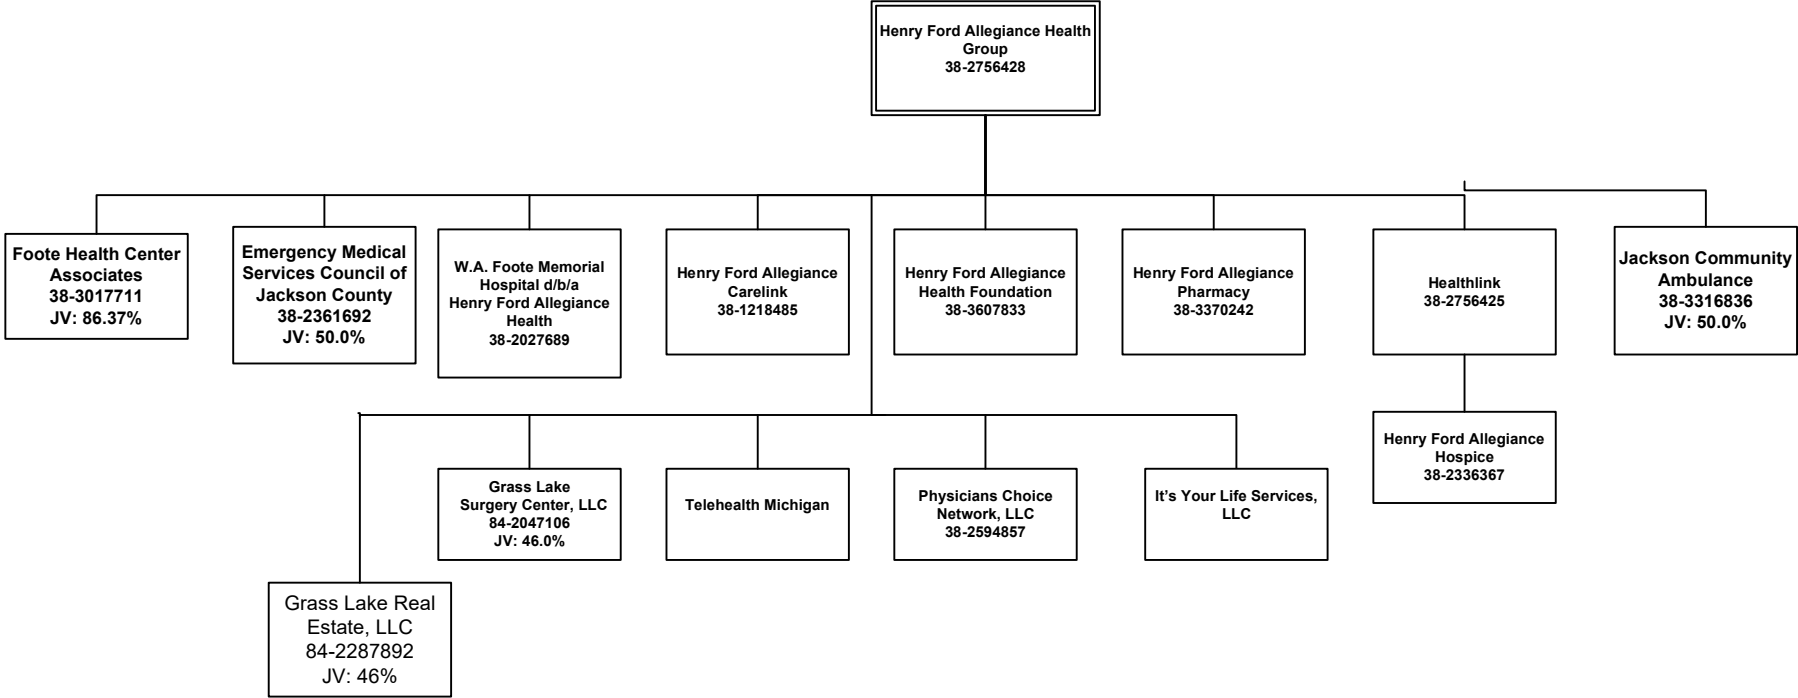 Henry Ford Allegiance Health
Group
38-2756428
Foote Health Center
Associates
38-3017711
JV: 86.37%
Emergency Medical
Services Council of
Jackson County
38-2361692
JV: 50.0%
W.A. Foote Memorial
Hospital d/b/a
Henry Ford Allegiance
Health
38-2027689
Henry Ford Allegiance
Carelink
38-1218485
Henry Ford Allegiance
Health Foundation
38-3607833
Henry Ford Allegiance
Pharmacy
38-3370242
Healthlink
38-2756425
Jackson Community
Ambulance
38-3316836
JV: 50.0%
Henry Ford Allegiance
Hospice
38-2336367
Grass Lake
Surgery Center, LLC
84-2047106
JV: 46.0%
Telehealth Michigan
Physicians Choice
Network, LLC
38-2594857
It’s Your Life Services,
LLC
Grass Lake Real
Estate, LLC
84-2287892
JV: 46%